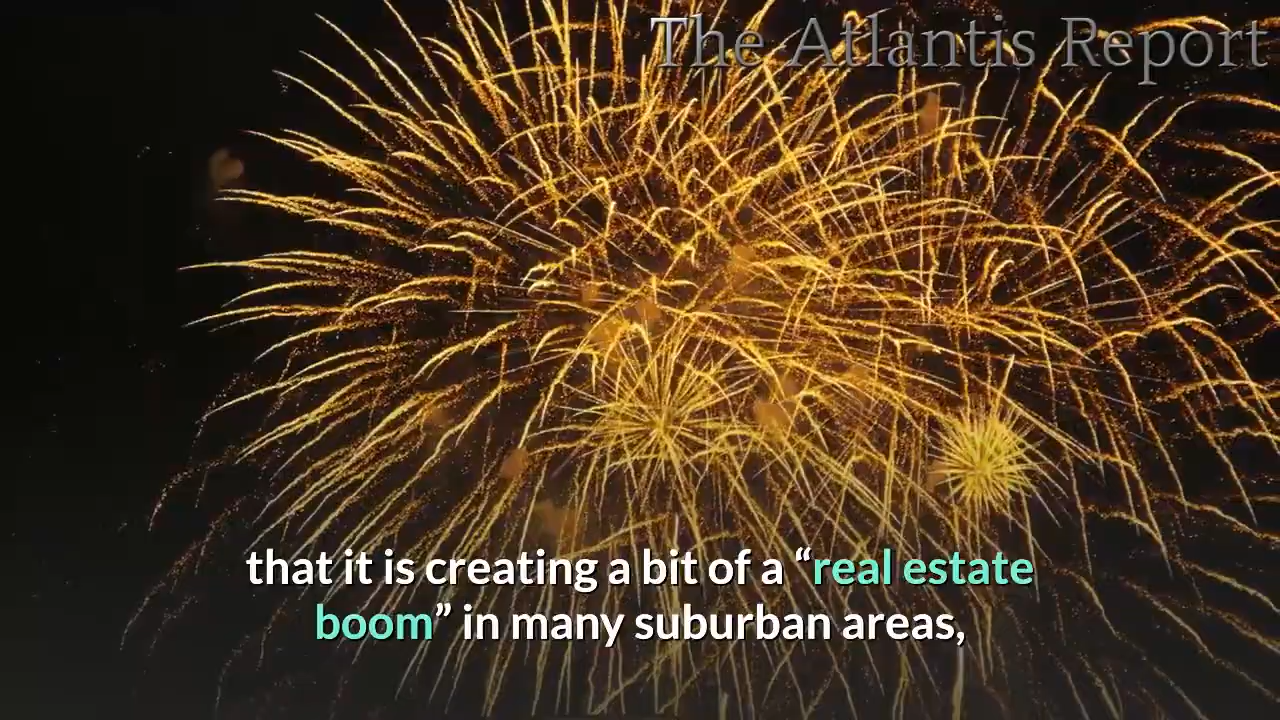 The Atlantis Report
that it is creating a bit of a “real estate
boom” in many suburban areas,